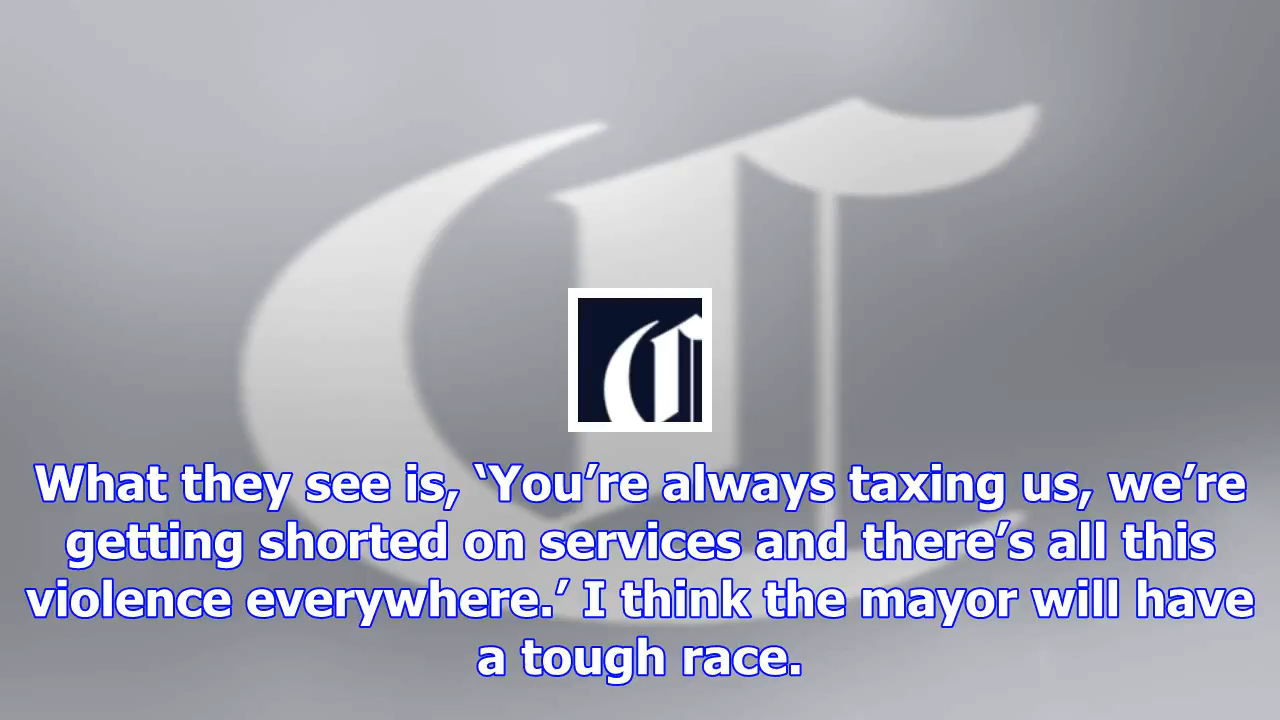 What they see is, ‘You’re always taxing us, we’re
getting shorted on services and there’s all this
violence everywhere.’ I think the mayor will have
a tough race.